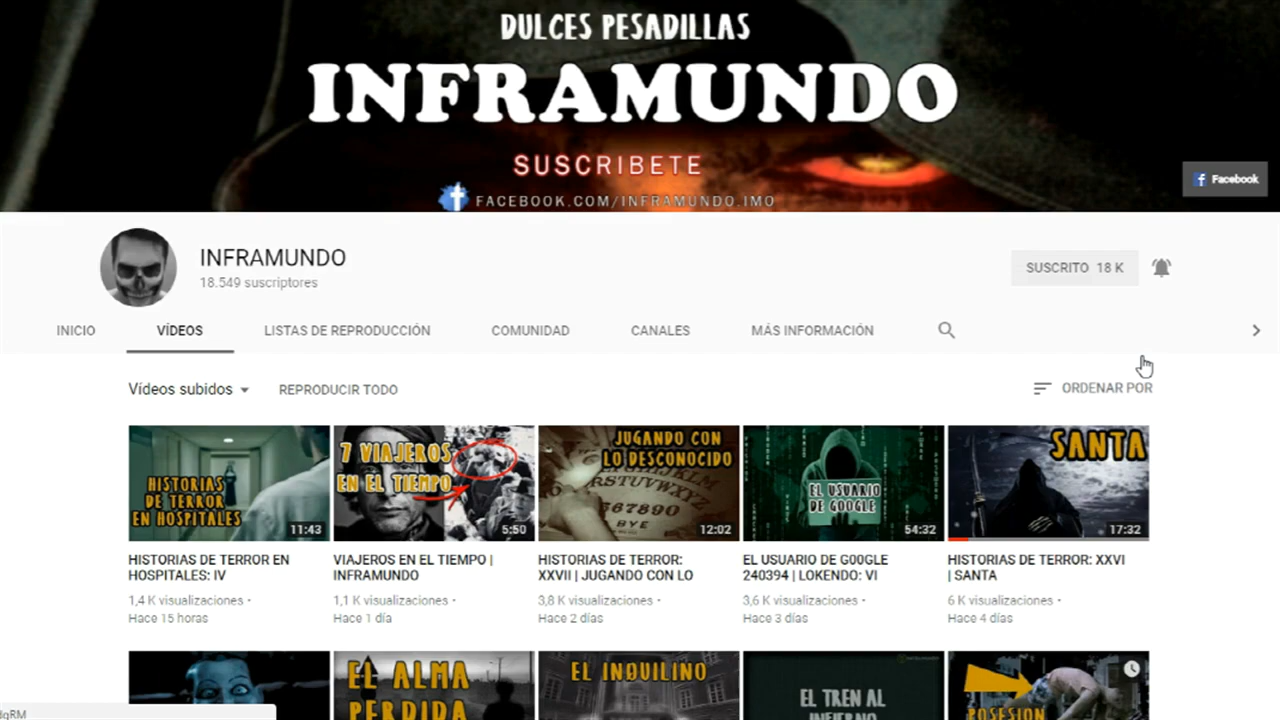 DULCES PESADILLAS
INFRAMUNDO
SUSCRIBETE
FACEBOOK.COM/INFRAMUNDO.IMO
Facebook
INFRAMUNDO
18.549 suscriptores
SUSCRITO 18 K
INICIO
VÍDEOS
LISTAS DE REPRODUCCIÓN
COMUNIDAD
CANALES
MÁS INFORMACIÓN
Vídeos subidos
REPRODUCIR TODO
ORDENAR POR
HISTORIAS
DE TERROR
EN HOSPITALES
11:43
7 VIAJEROS
EN EL TIEMPO
5:50
JUGANDO CON
LO DESCONOCIDO
RSTUVWXYZ
67890
BYE
12:02
EL USUARIO
DE GOOGLE
54:32
SANTA
17:32
HISTORIAS DE TERROR EN
HOSPITALES: IV
1,4 K visualizaciones •
Hace 15 horas
VIAJEROS EN EL TIEMPO |
INFRAMUNDO
1,1 K visualizaciones •
Hace 1 día
HISTORIAS DE TERROR:
XXVII | JUGANDO CON LO
3,8 K visualizaciones •
Hace 2 días
EL USUARIO DE G00GLE
240394 | LOKENDO: VI
3,6 K visualizaciones •
Hace 3 días
HISTORIAS DE TERROR: XXVI
| SANTA
6 K visualizaciones •
Hace 4 días
EL ALMA
PERDIDA
EL INQUILINO
EL TREN AL
INFIERNO
POSESIÓN